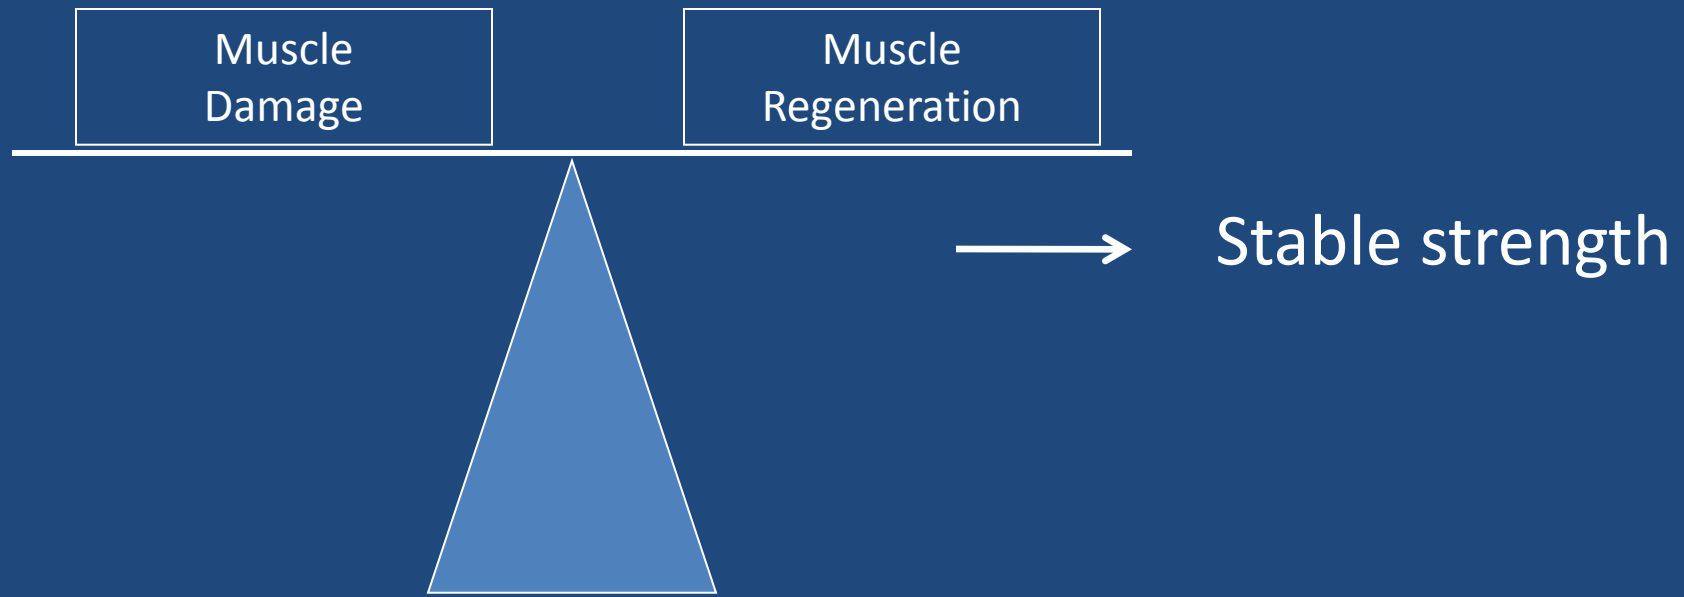 Muscle
Damage
Muscle
Regeneration
Stable strength